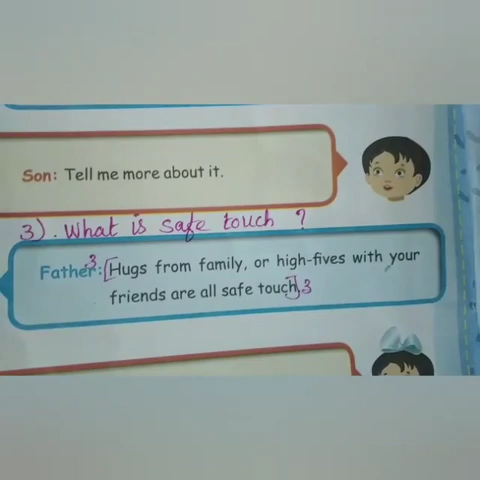 Son: Tell me more about it.
3). What is safe touch ?
Father: 3 [Hugs from family, or high-fives with your
friends are all safe touch.]3